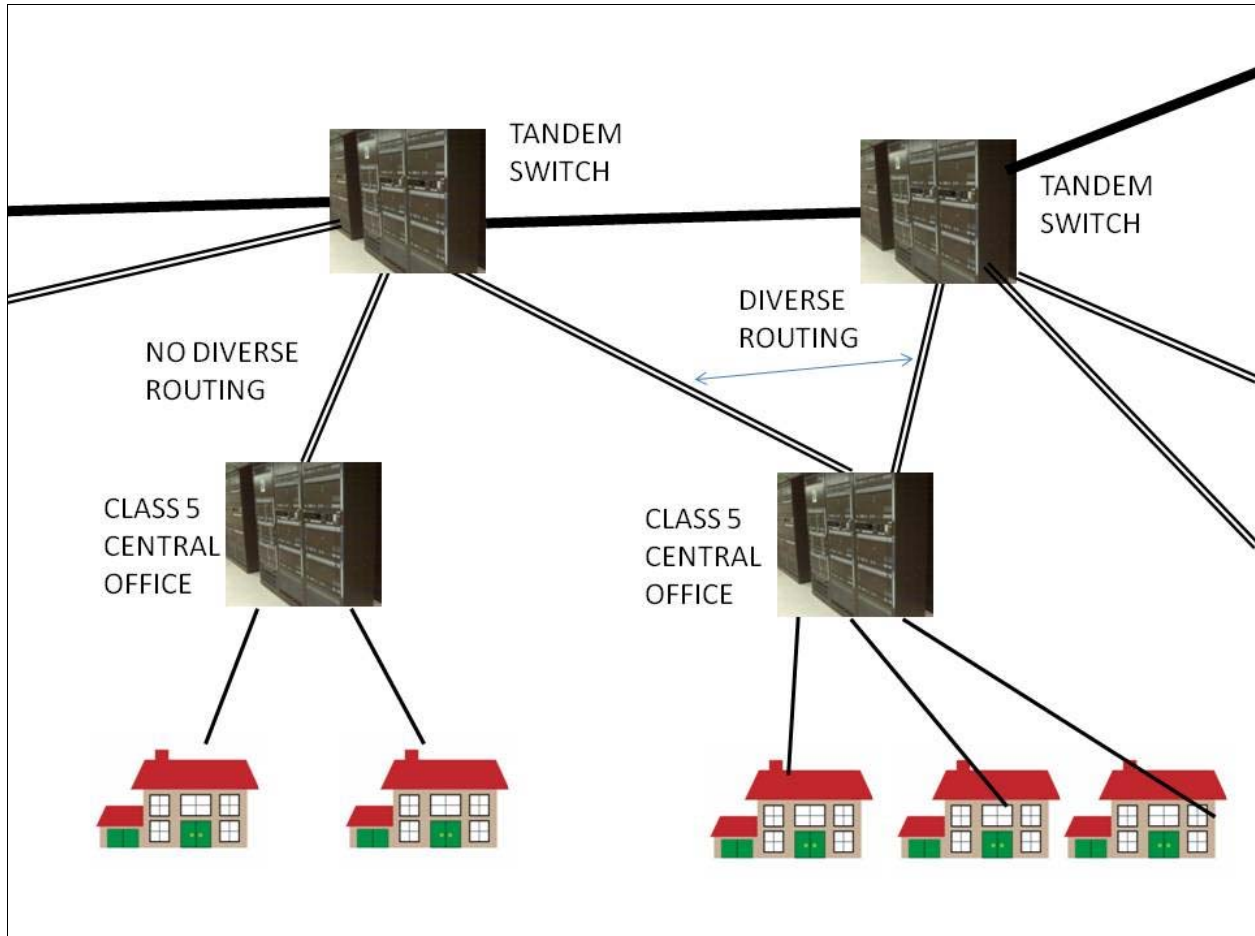 TANDEM
SWITCH
TANDEM
SWITCH
DIVERSE
ROUTING
NO DIVERSE
ROUTING
CLASS 5
CENTRAL
OFFICE
CLASS 5
CENTRAL
OFFICE